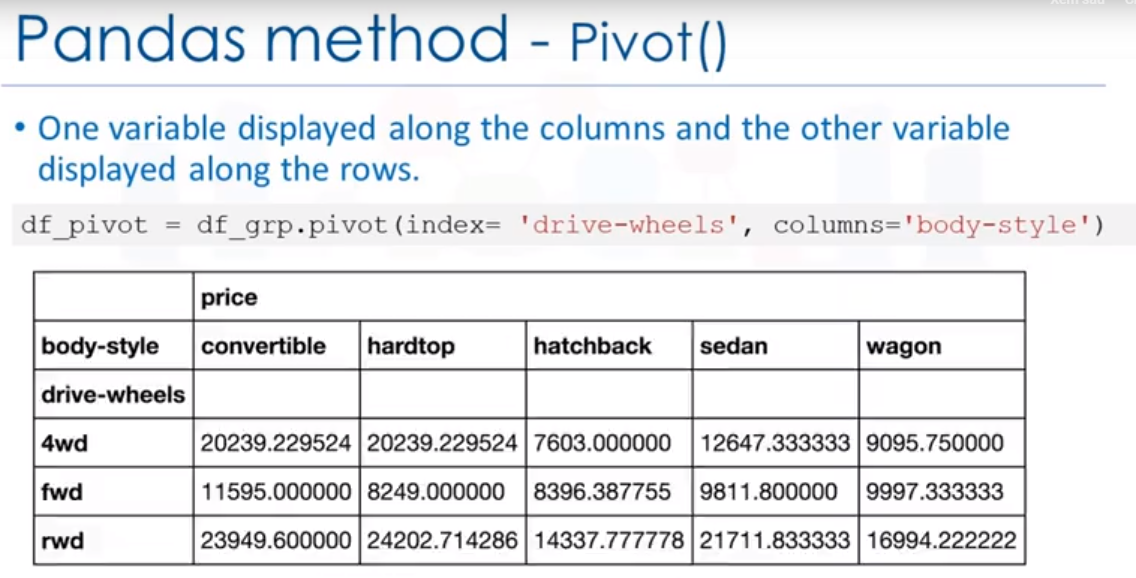 Pandas method - Pivot()
• One variable displayed along the columns and the other variable
displayed along the rows.
df_pivot = df_grp.pivot(index= 'drive-wheels', columns='body-style')
price
body-style convertible hardtop hatchback sedan wagon
drive-wheels
4wd 20239.229524 20239.229524 7603.000000 12647.333333 9095.750000
fwd 11595.000000 8249.000000 8396.387755 9811.800000 9997.333333
rwd 23949.600000 24202.714286 14337.777778 21711.833333 16994.222222